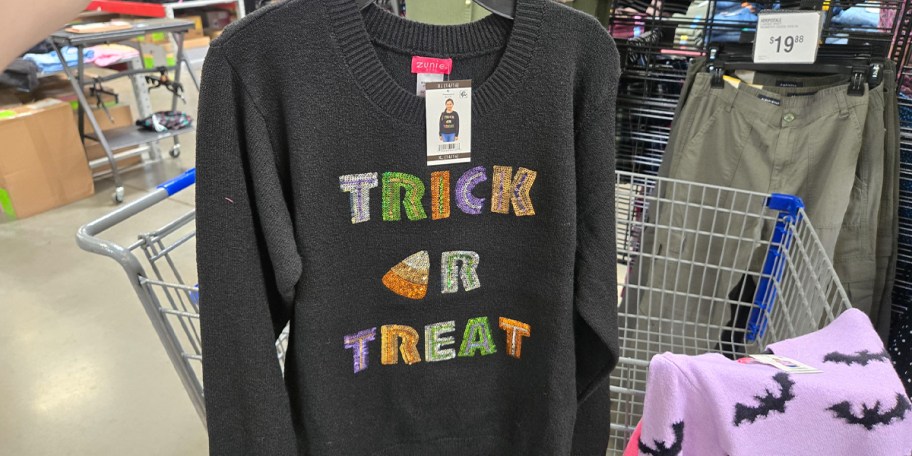 zunie.
TRICK
R
TREAT
$19.88